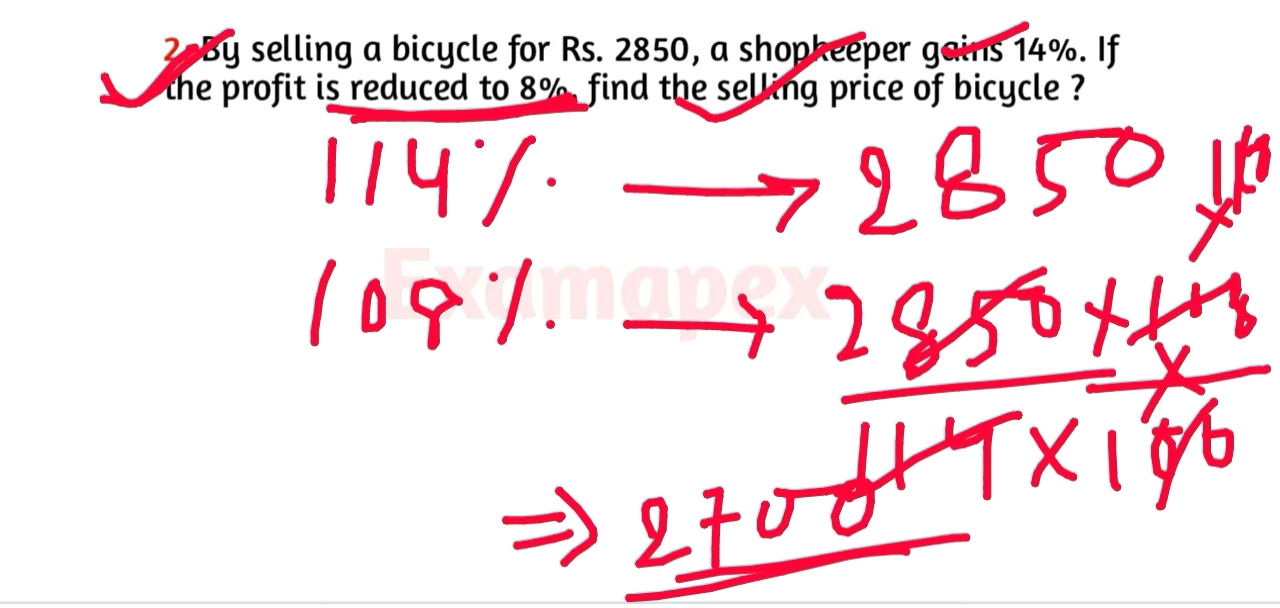 2. By selling a bicycle for Rs. 2850, a shopkeeper gains 14%. If
the profit is reduced to 8%, find the selling price of bicycle ?
114% → 2850
Examapex
108% → 2850 ×
114 × 100
⇒ 2700